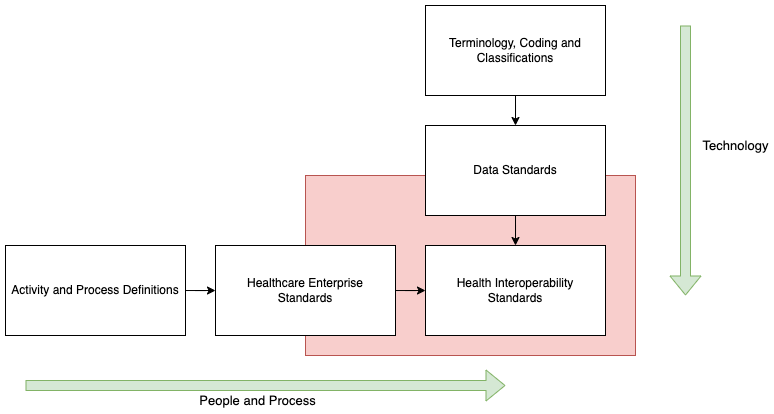 Terminology, Coding and
Classifications
Technology
Data Standards
Activity and Process Definitions
Healthcare Enterprise
Standards
Health Interoperability
Standards
People and Process